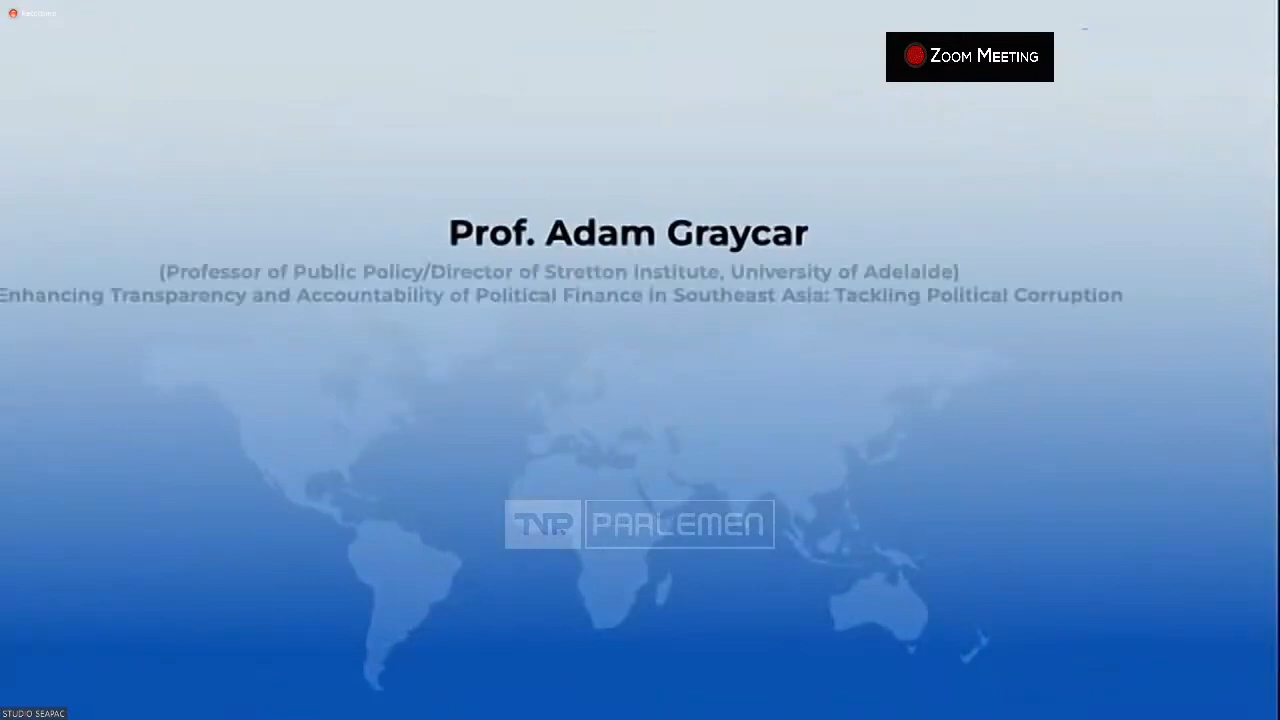 Recording
ZOOM MEETING
Prof. Adam Graycar
(Professor of Public Policy/Director of Stretton Institute, University of Adelaide)
Enhancing Transparency and Accountability of Political Finance in Southeast Asia: Tackling Political Corruption
TVR PARLEMEN
STUDIO SEAPAC